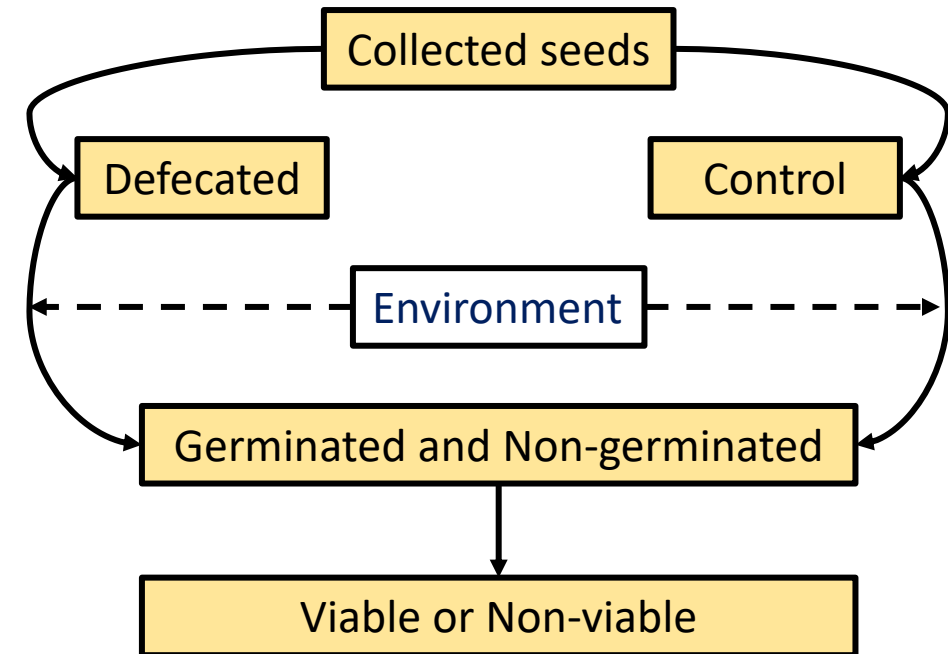 Collected seeds
Defecated
Control
Environment
Germinated and Non-germinated
Viable or Non-viable